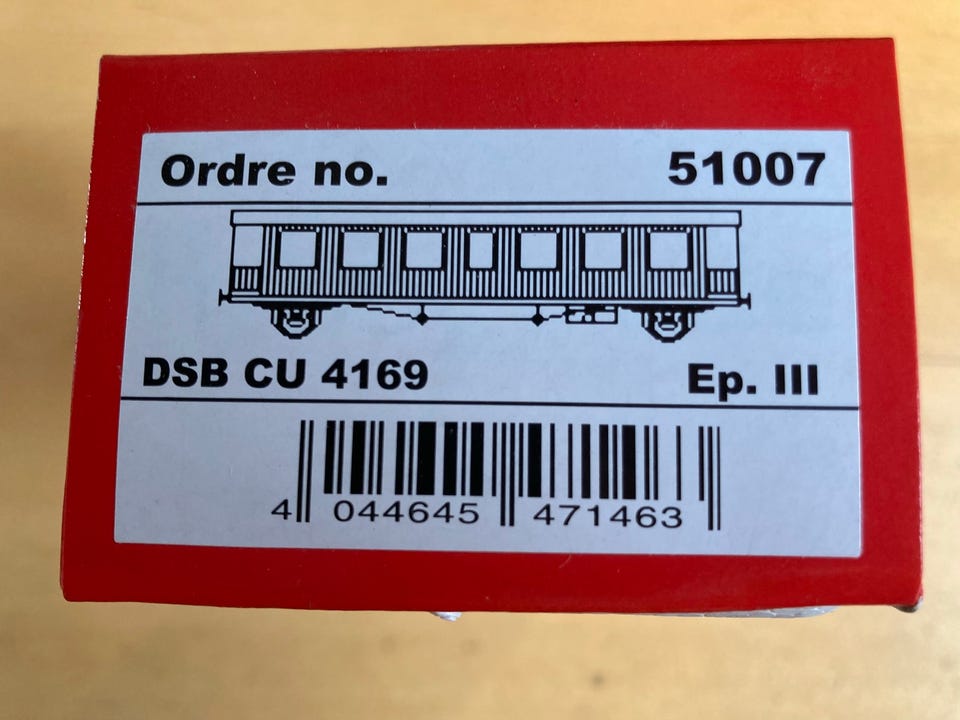 Ordre no. 51007
DSB CU 4169 Ep. III
4 044645 471463